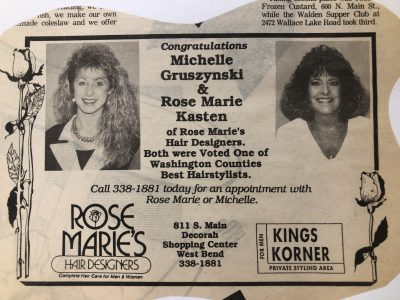 nish, we make our own
made coleslaw and we offer
Frozen Custard, 600 N. Main St.,
while the Walden Supper Club at
2472 Wallace Lake Road took third.
Congratulations
Michelle
Gruszynski
&
Rose Marie
Kasten
of Rose Marie's
Hair Designers.
Both were Voted One of
Washington Counties
Best Hairstylists.
Call 338-1881 today for an appointment with
Rose Marie or Michelle.
ROSE
MARIE'S
HAIR DESIGNERS
Complete Hair Care for Men & Women
811 S. Main
Decorah
Shopping Center
West Bend
338-1881
FOR MEN
KINGS
KORNER
PRIVATE STYLING AREA